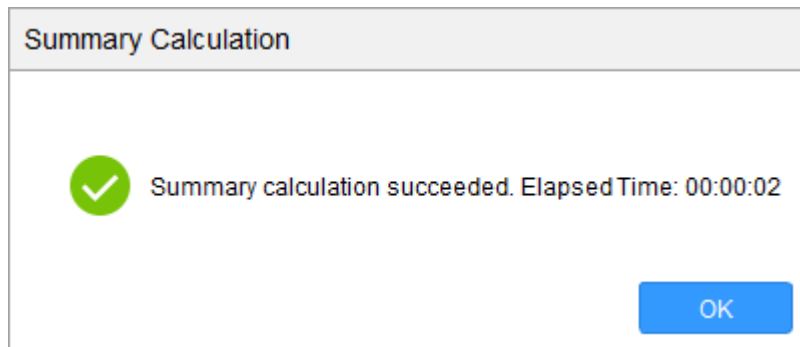 Summary Calculation
Summary calculation succeeded. Elapsed Time: 00:00:02
OK